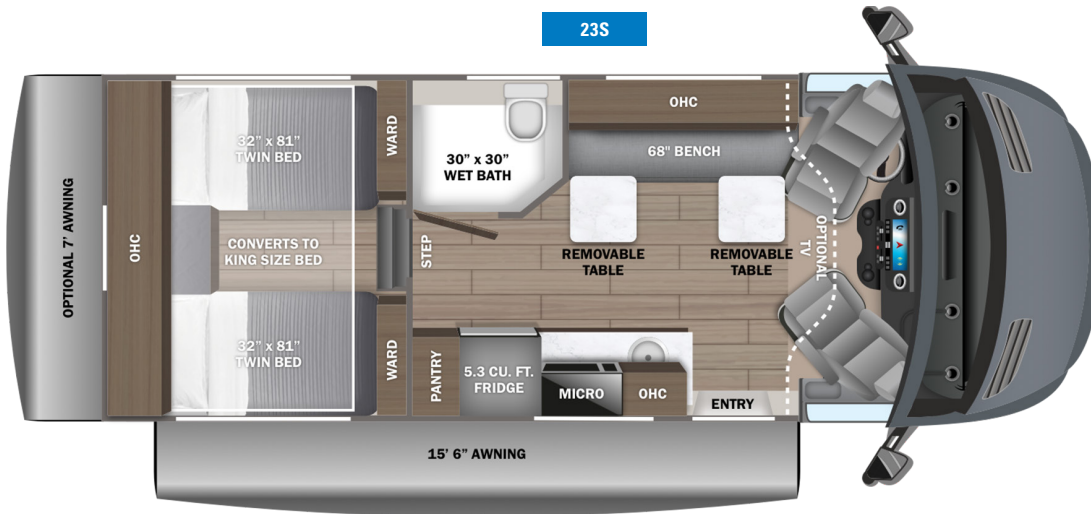 23S
OPTIONAL 7' AWNING
OHC
32” x 81”
TWIN BED
WARD
CONVERTS TO
KING SIZE BED
32” x 81”
TWIN BED
WARD
STEP
30” x 30”
WET BATH
OHC
68" BENCH
REMOVABLE
TABLE
REMOVABLE
TABLE
OPTIONAL
TV
PANTRY
5.3 CU. FT.
FRIDGE
MICRO
OHC
ENTRY
15’ 6” AWNING